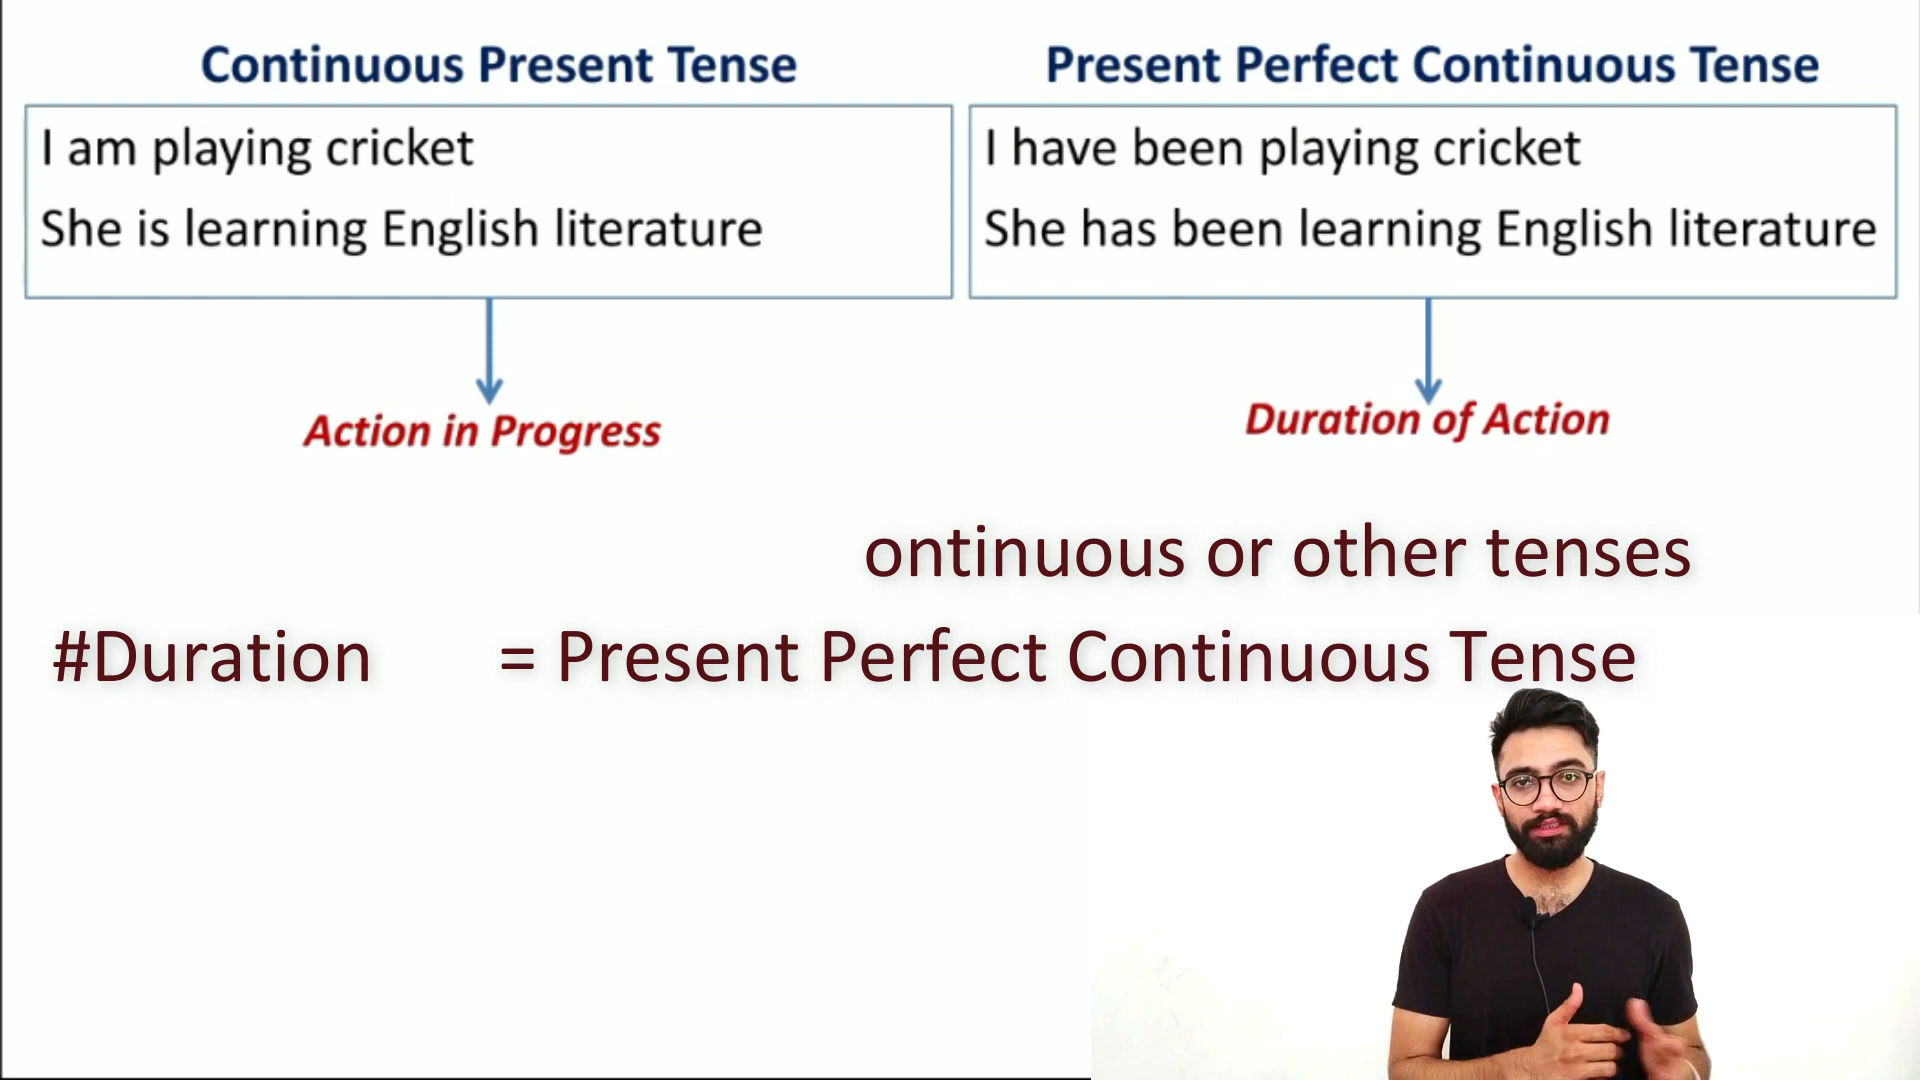 Continuous Present Tense
Present Perfect Continuous Tense
I am playing cricket
She is learning English literature
I have been playing cricket
She has been learning English literature
Action in Progress
Duration of Action
ontinuous or other tenses
#Duration = Present Perfect Continuous Tense